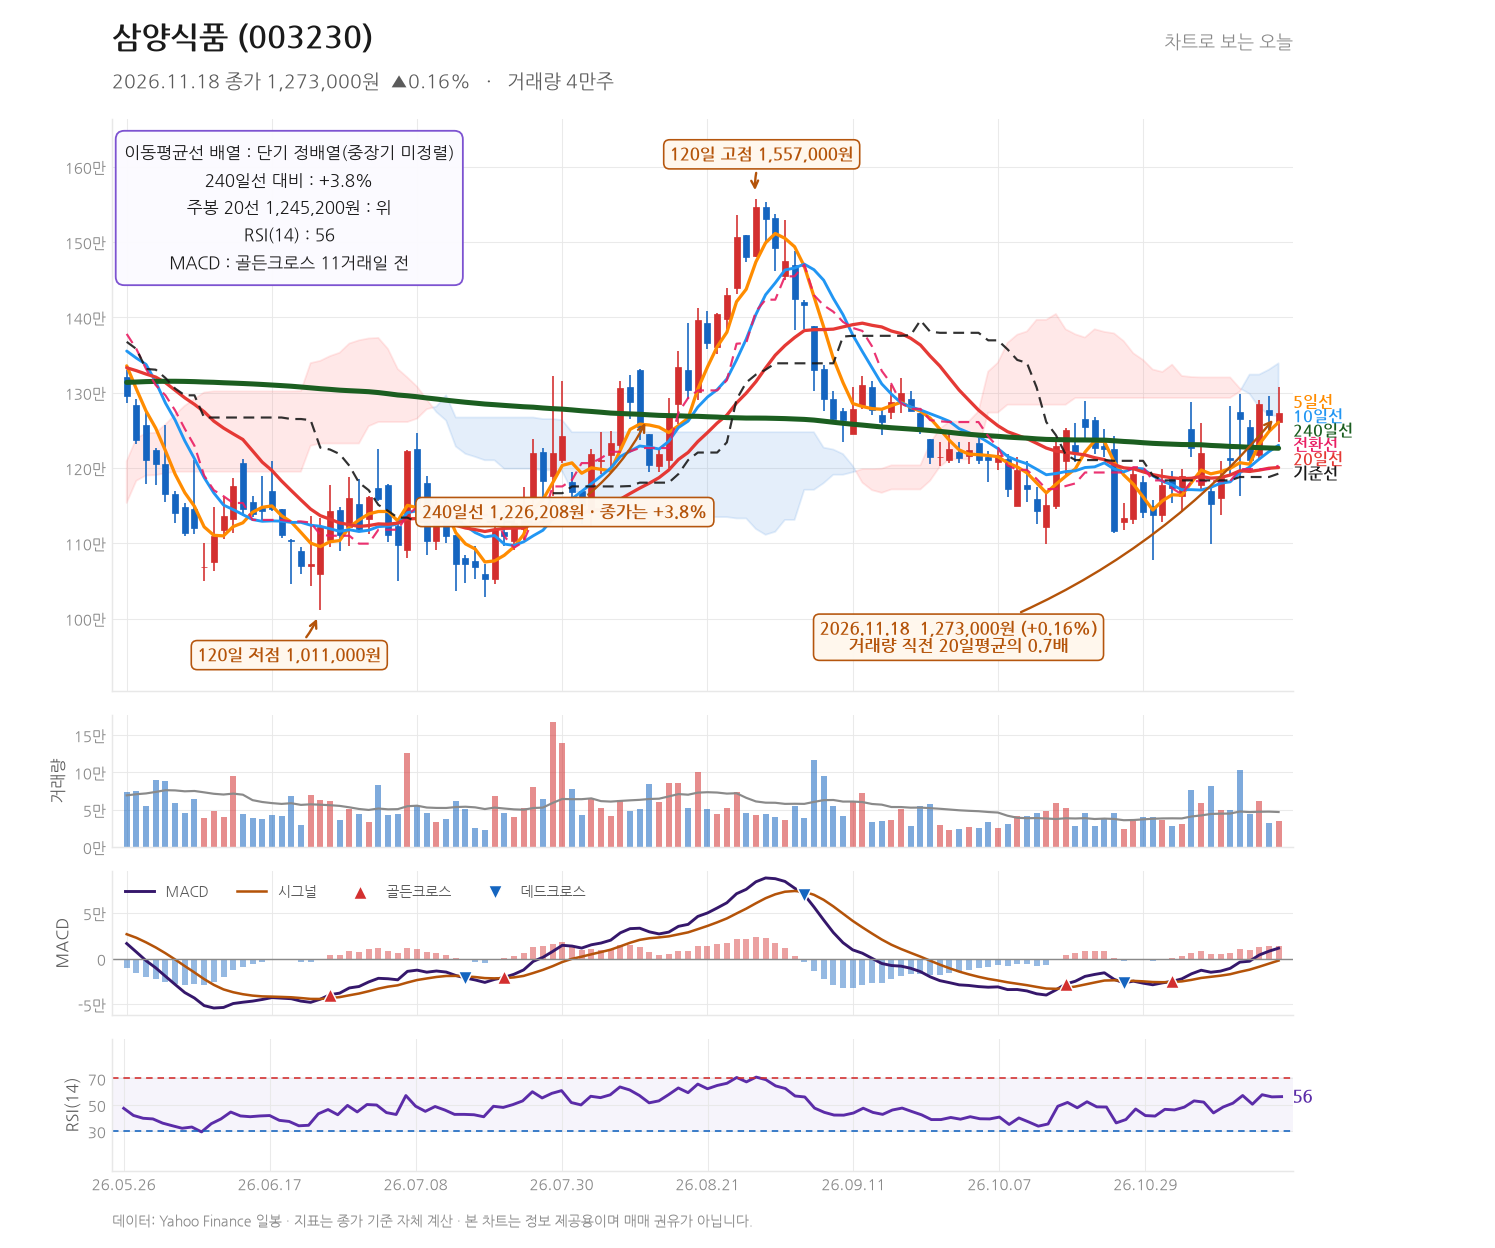 삼양식품 (003230)
차트로 보는 오늘
2026.11.18 종가 1,273,000원 ▲0.16% · 거래량 4만주
이동평균선 배열 : 단기 정배열(중장기 미정렬)
240일선 대비 : +3.8%
주봉 20선 1,245,200원 : 위
RSI(14) : 56
MACD : 골든크로스 11거래일 전
120일 고점 1,557,000원
160만
150만
140만
130만
120만
110만
100만
5일선
10일선
240일선
전환선
20일선
기준선
240일선 1,226,208원 · 종가는 +3.8%
120일 저점 1,011,000원
2026.11.18 1,273,000원 (+0.16%)
거래량 직전 20일평균의 0.7배
거래량
15만
10만
5만
0만
MACD
시그널
골든크로스
데드크로스
MACD
5만
0
-5만
RSI(14)
70
50
30
56
26.05.26
26.06.17
26.07.08
26.07.30
26.08.21
26.09.11
26.10.07
26.10.29
데이터: Yahoo Finance 일봉 · 지표는 종가 기준 자체 계산 · 본 차트는 정보 제공용이며 매매 권유가 아닙니다.